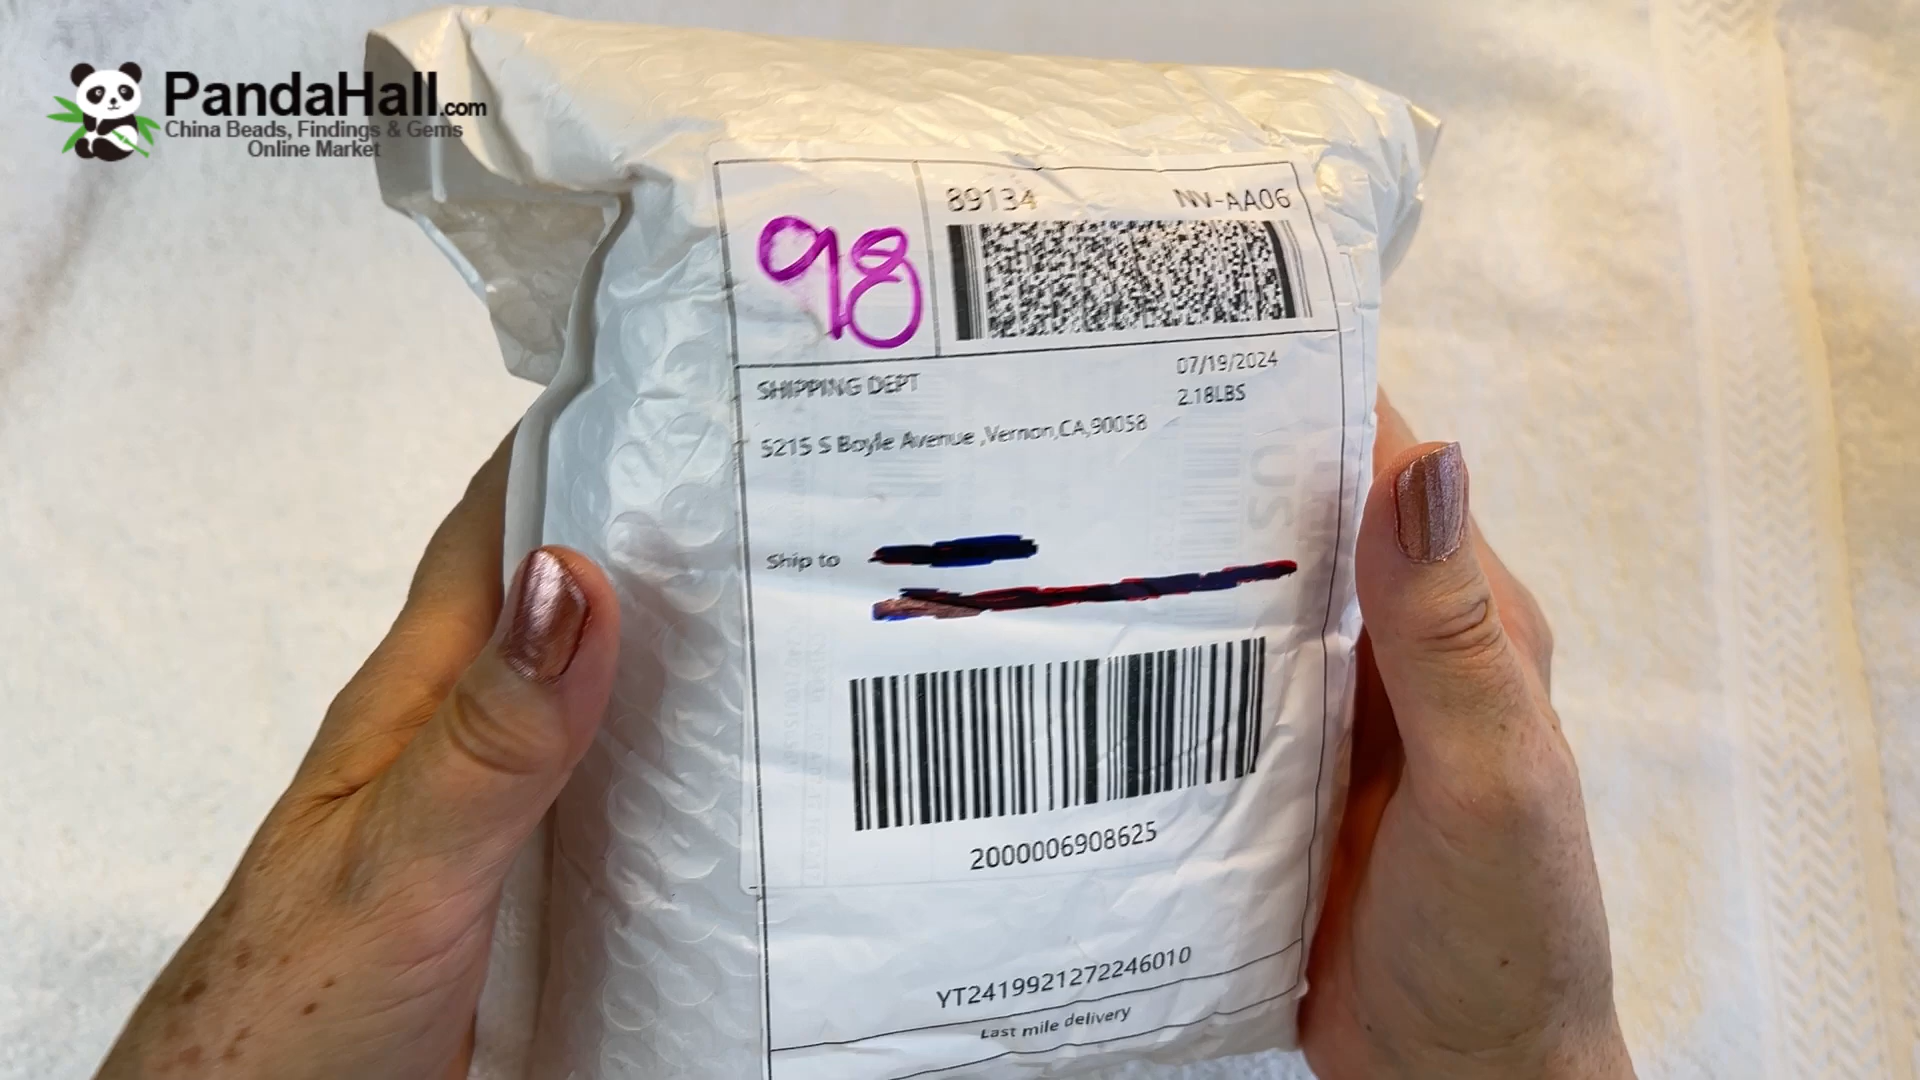 PandaHall.com
China Beads, Findings & Gems
Online Market
89134 NV-AA06
98
07/19/2024
SHIPPING DEPT
2.18LBS
5215 S Boyle Avenue ,Vernon,CA,90058
Ship to
2000006908625
YT2419921272246010
Last mile delivery